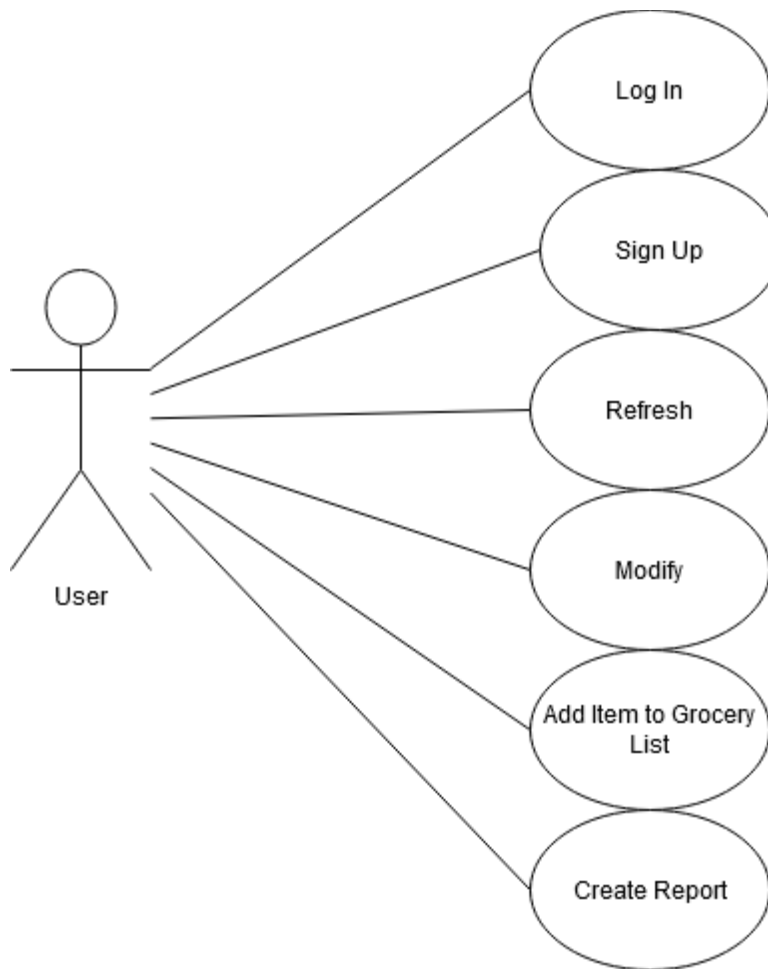 Log In
Sign Up
Refresh
Modify
User
Add Item to Grocery
List
Create Report